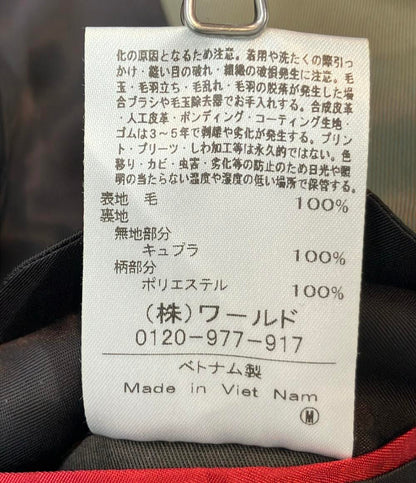 化の原因となるため注意。着用や洗たくの際引っ
かけ・縫い目の破れ・組織の破損発生に注意。毛
玉・毛羽立ち・毛乱れ・毛羽の脱落が発生した場
合ブラシや毛玉除去器でお手入れする。合成皮革
・人工皮革・ボンディング・コーティング生地・
ゴムは3~5年で剥離や劣化が発生する。プリン
ト・プリーツ・しわ加工等は永久的ではない。色
移り・カビ・虫害・劣化等の防止のため日光や照
明の当たらない温度や湿度の低い場所で保管する。
表地 毛 100%
裏地
無地部分
キュプラ 100%
柄部分
ポリエステル 100%
(株)ワールド
0120-977-917
ベトナム製
Made in Viet Nam
M